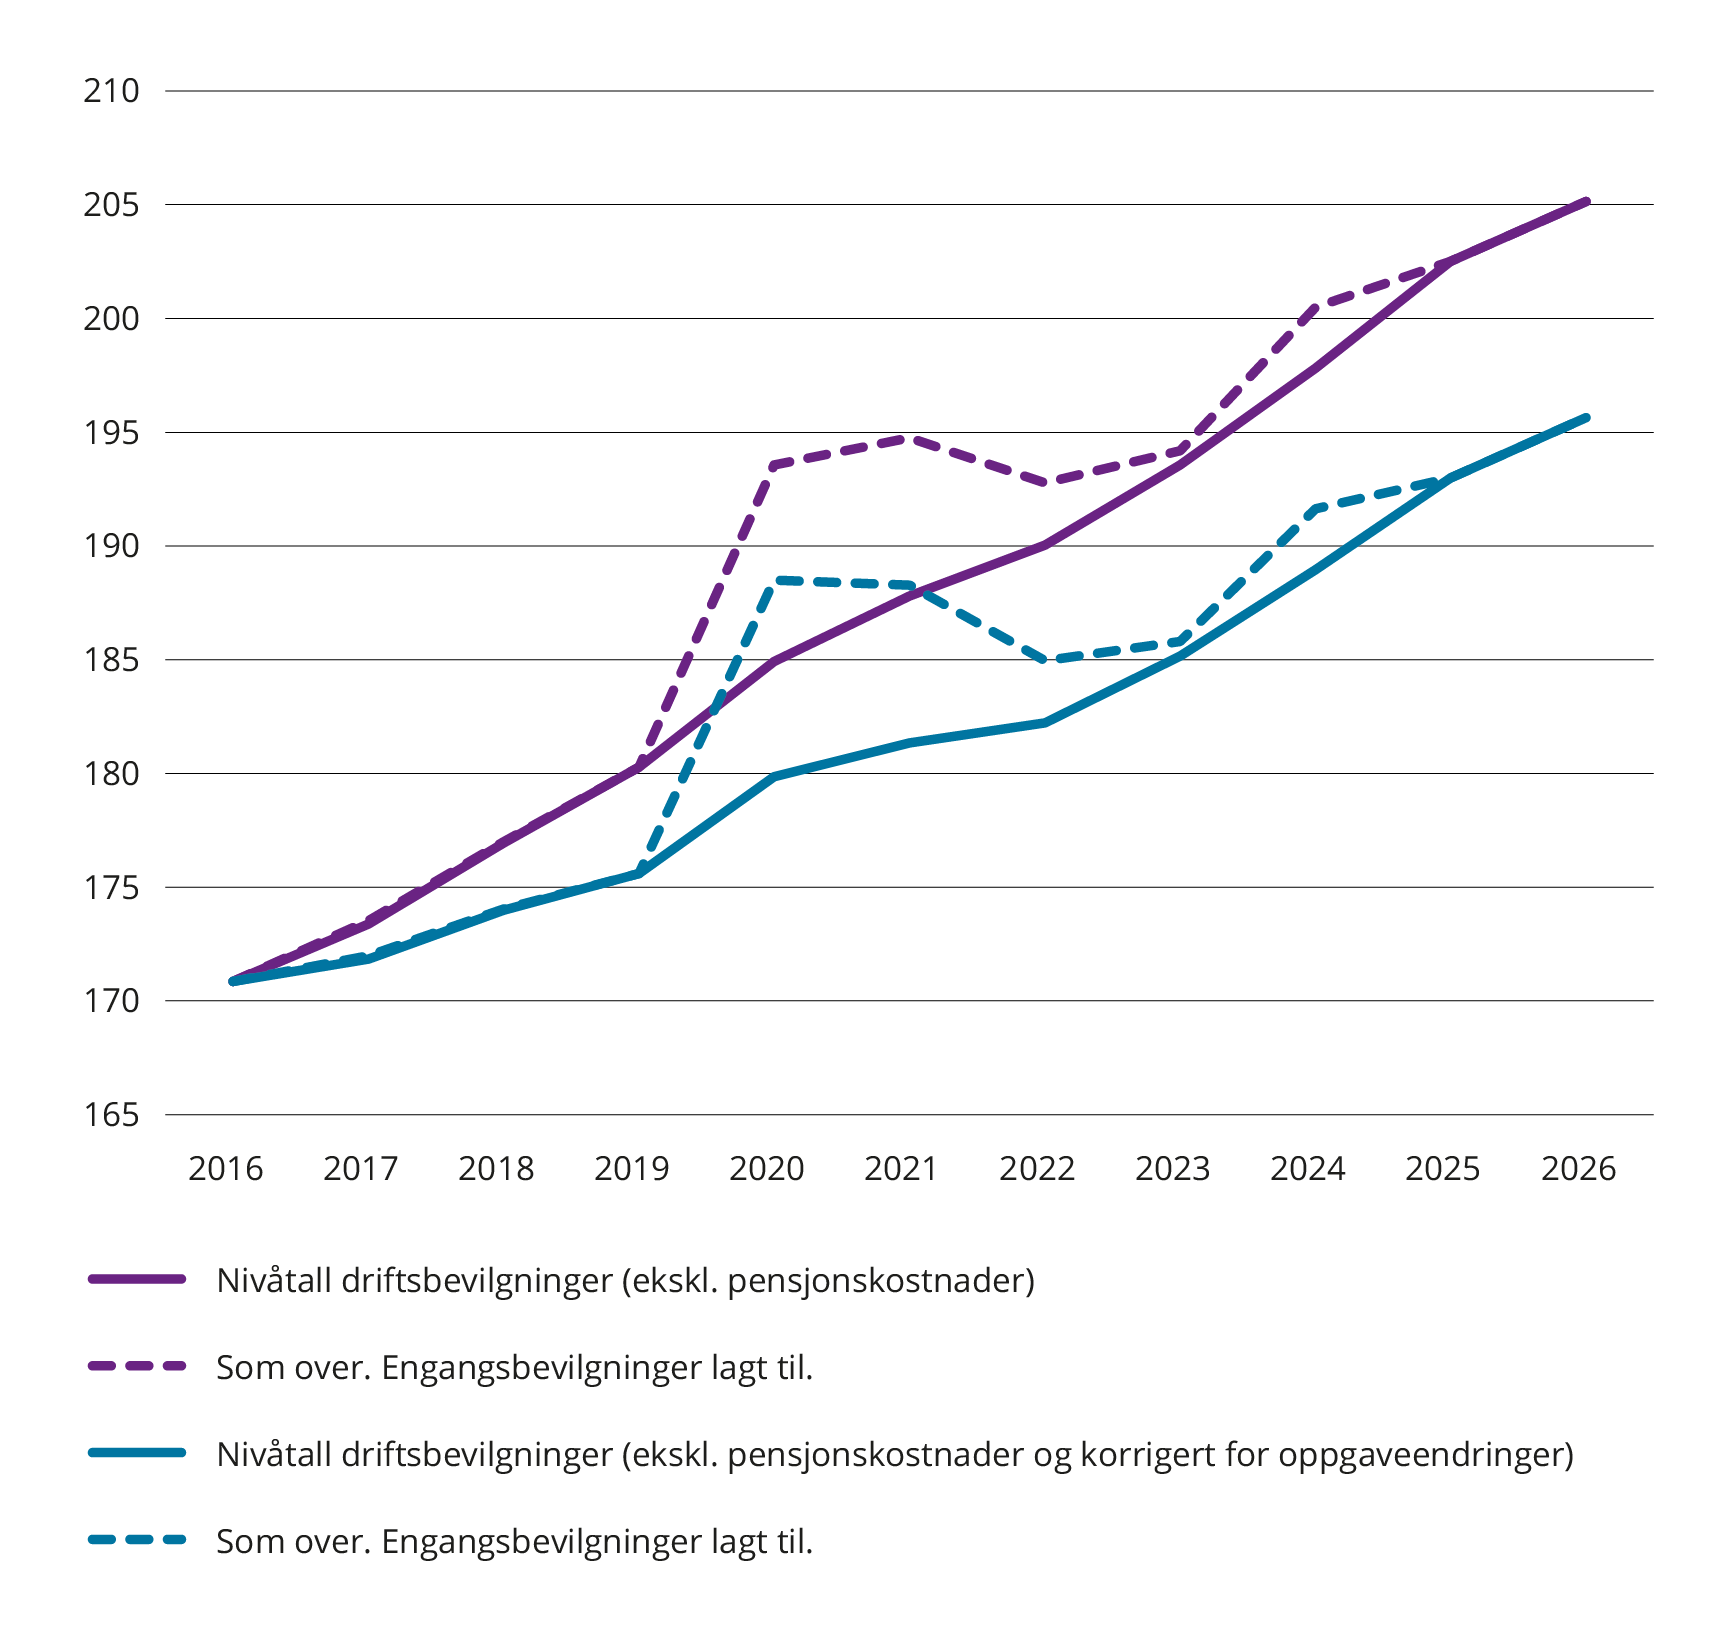 210
205
200
195
190
185
180
175
170
165
2016 2017 2018 2019 2020 2021 2022 2023 2024 2025 2026
Nivåtall driftsbevilgninger (ekskl. pensjonskostnader)
Som over. Engangsbevilgninger lagt til.
Nivåtall driftsbevilgninger (ekskl. pensjonskostnader og korrigert for oppgaveendringer)
Som over. Engangsbevilgninger lagt til.